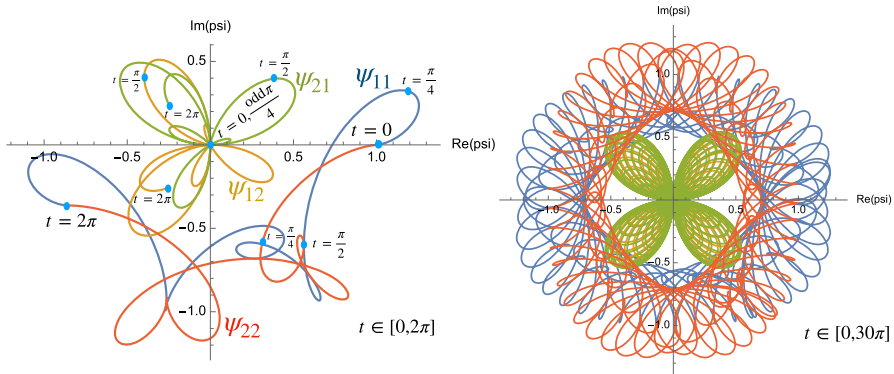 Im(psi)
0.5
t = π/2
ψ21
ψ11
t = π/4
t = π/2
t = 2π
t = 0, oddπ/4
t = 0
Re(psi)
-1.0
-0.5
0.5
1.0
ψ12
t = 2π
t = 2π
-0.5
t = π/4
t = π/2
-1.0
ψ22
t ∈ [0,2π]
Im(psi)
1.0
0.5
-1.0
-0.5
0.5
1.0
Re(psi)
-0.5
-1.0
t ∈ [0,30π]